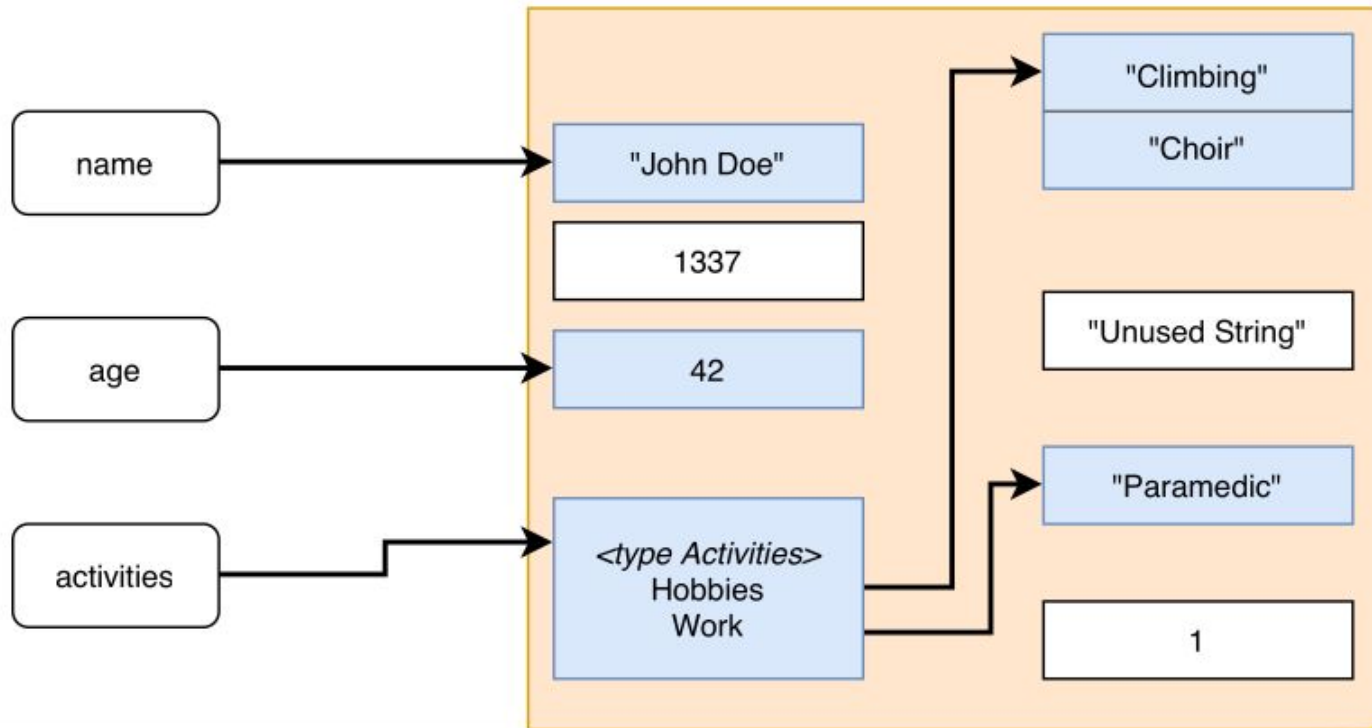 name
age
activities
"John Doe"
1337
42
<type Activities>
Hobbies
Work
"Climbing"
"Choir"
"Unused String"
"Paramedic"
1